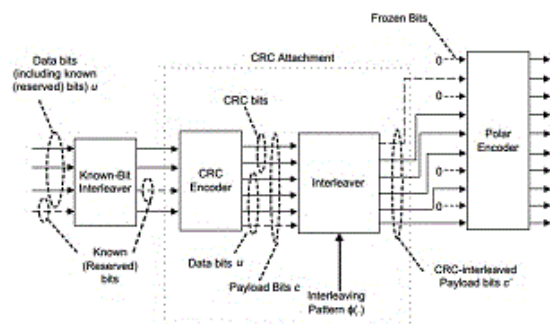 Frozen Bits
0
0
0
0
Polar
Encoder
CRC Attachment
Data bits
(including known
(reserved) bits) u
CRC bits
Known-Bit
Interleaver
CRC
Encoder
Interleaver
Known
(Reserved)
bits
Data bits u
Payload Bits c
Interleaving
Pattern ϕ(.)
CRC-interleaved
Payload bits c'